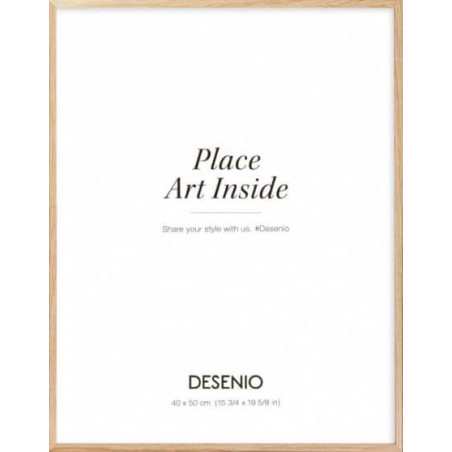 Place
Art Inside
Share your style with us. #Desenio
DESENIO
40 x 50 cm (15 3/4 x 19 5/8 in)